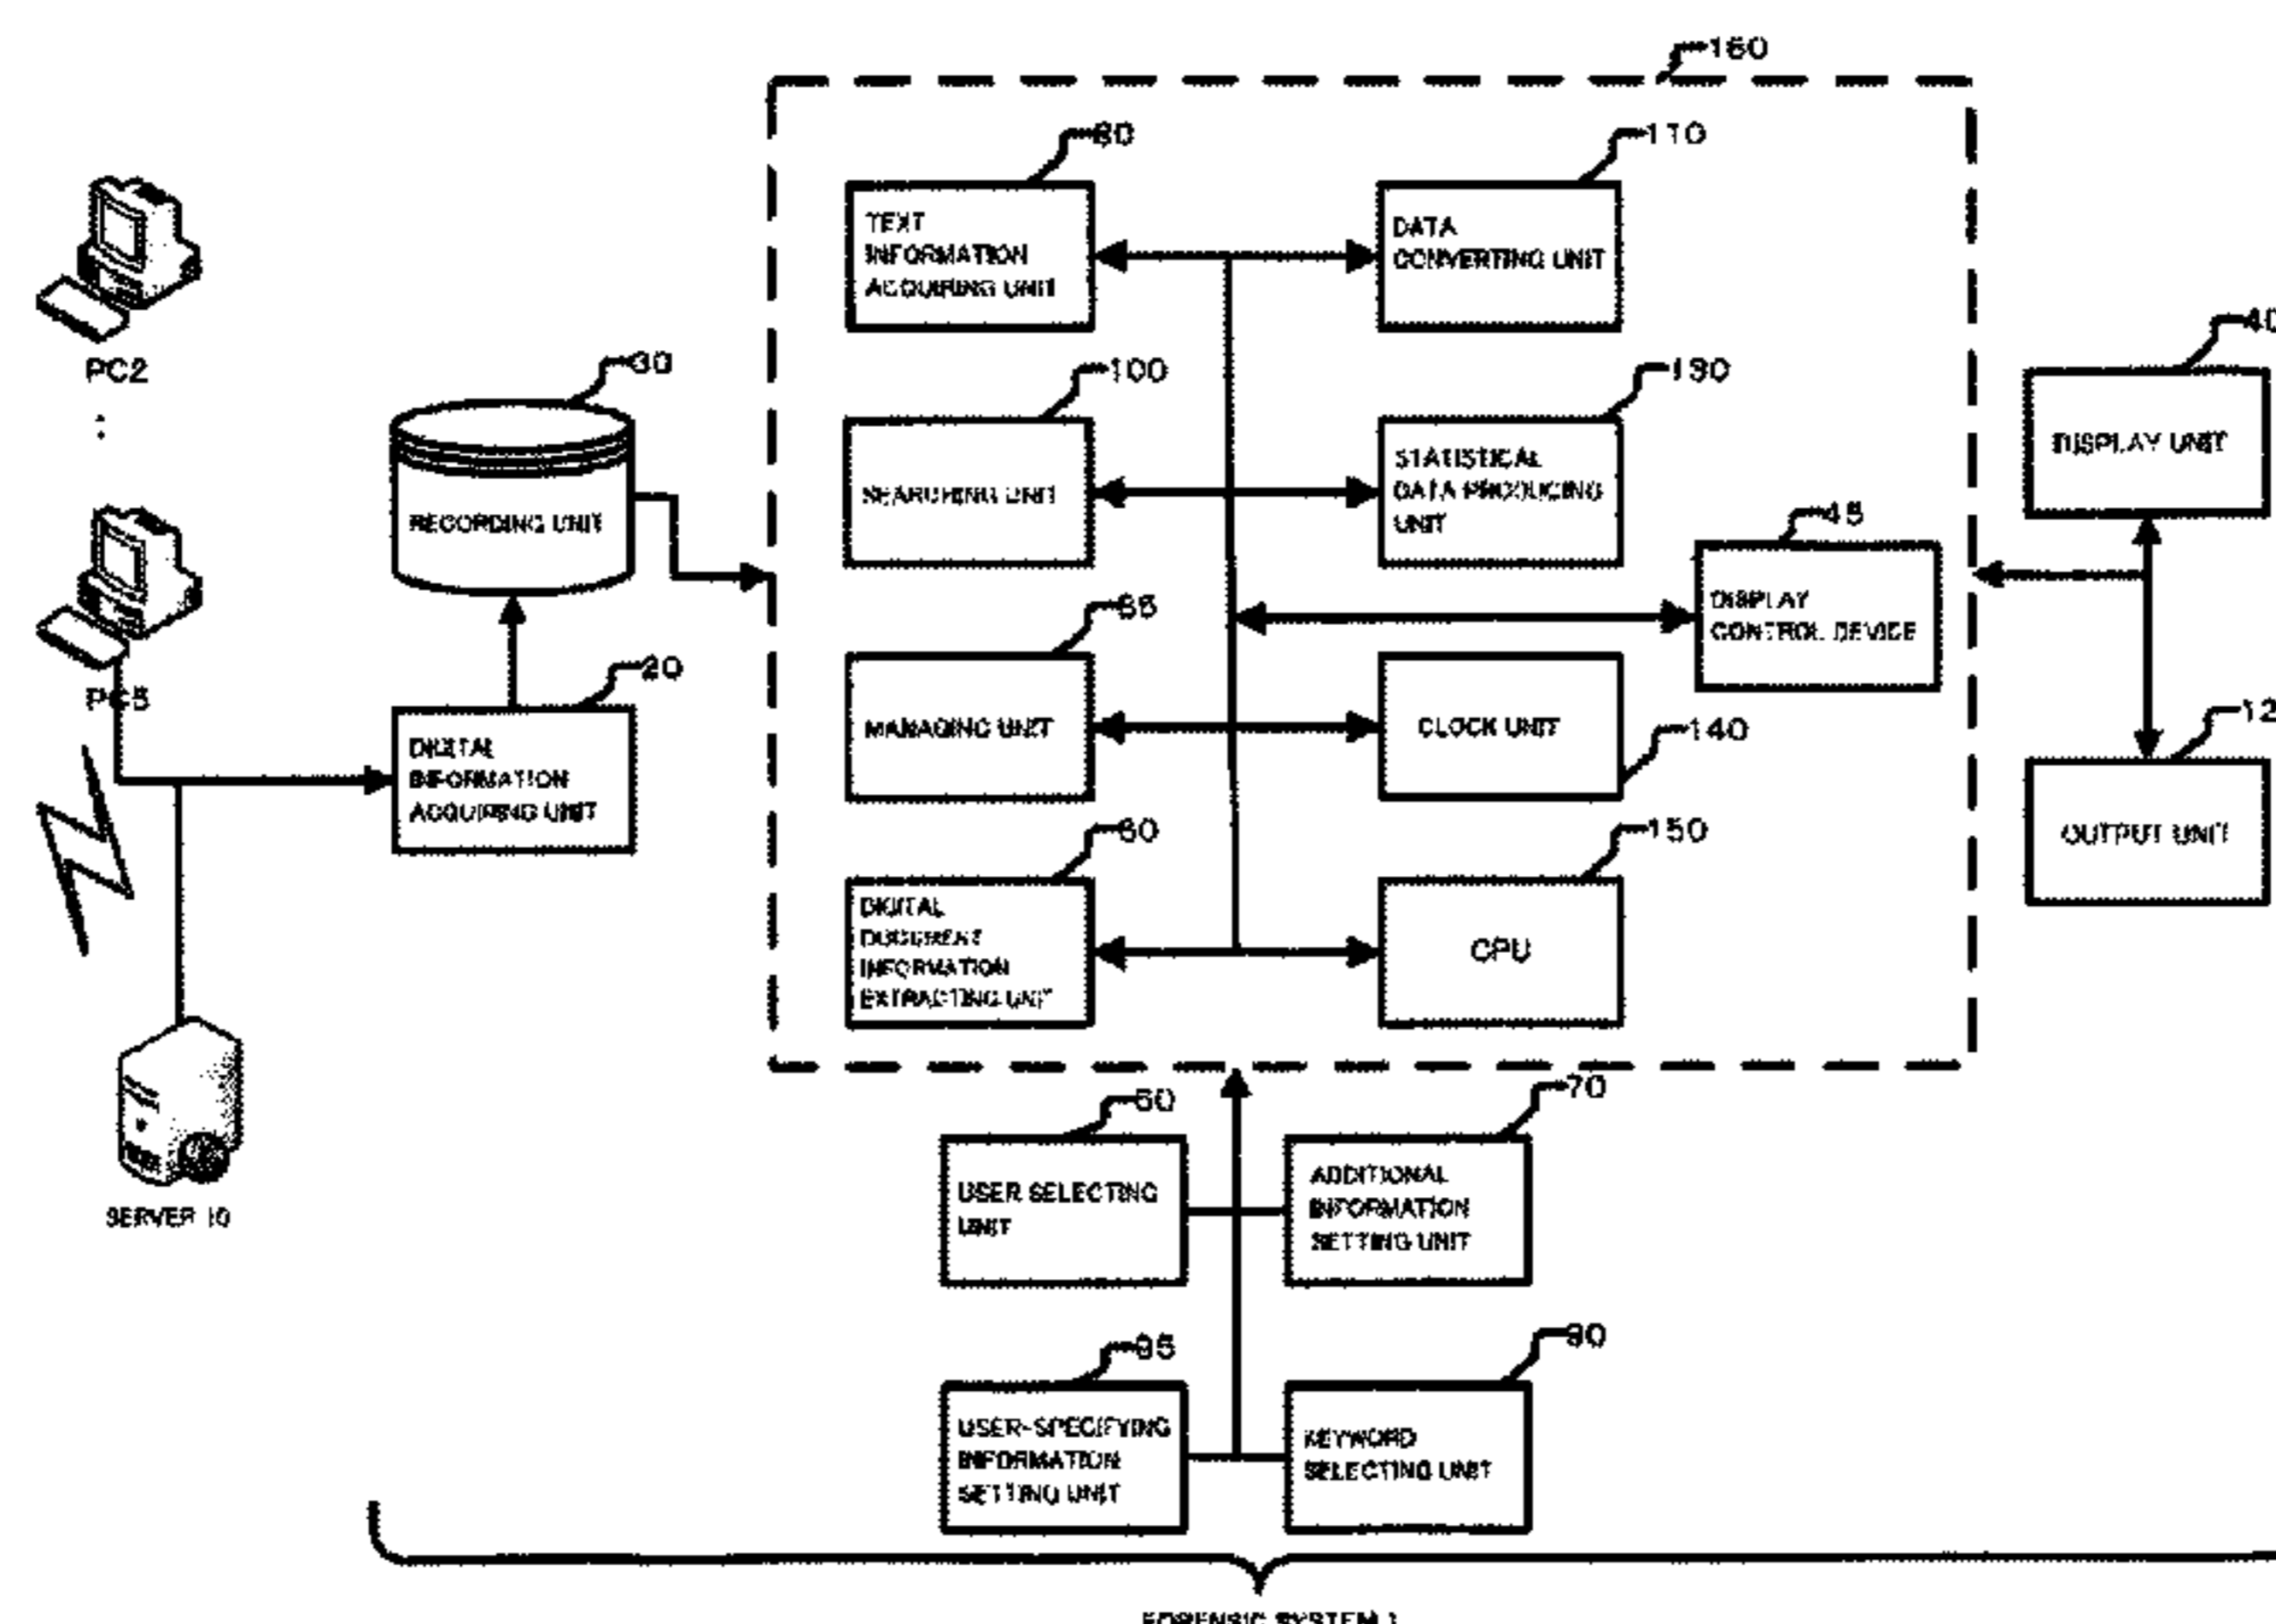 160
80
TEXT
INFORMATION
ACQUIRING UNIT
110
DATA
CONVERTING UNIT
PC2
:
30
RECORDING UNIT
100
SEARCHING UNIT
130
STATISTICAL
DATA PRODUCING
UNIT
45
DISPLAY
CONTROL DEVICE
40
DISPLAY UNIT
PC5
20
DIGITAL
INFORMATION
ACQUIRING UNIT
MANAGING UNIT
CLOCK UNIT
140
12
OUTPUT UNIT
DIGITAL
DOCUMENT
INFORMATION
EXTRACTING UNIT
150
CPU
SERVER 10
USER SELECTING
UNIT
70
ADDITIONAL
INFORMATION
SETTING UNIT
USER-SPECIFYING
INFORMATION
SETTING UNIT
90
KEYWORD
SELECTING UNIT
FORENSIC SYSTEM 1